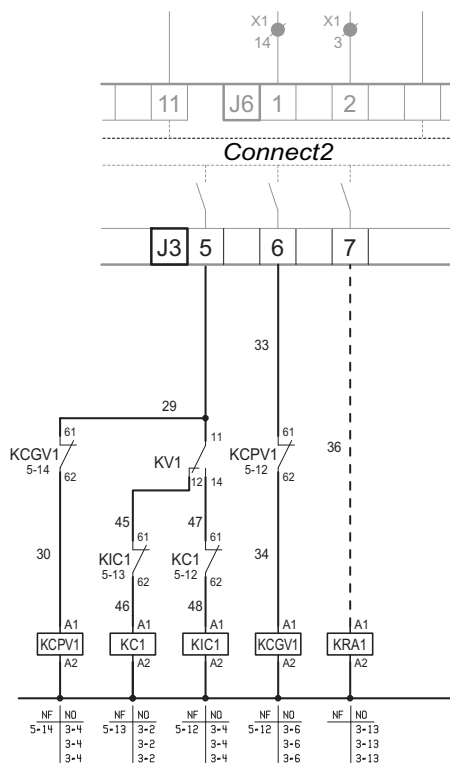 X1 X1
14 3
11 J6 1 2
Connect2
J3 5 6 7
33
29
61 11 61
KCGV1 KV1 KCPV1 36
5-14 5-12
62 12 14 62
45 47
61 61
30 KIC1 KC1 34
5-13 5-12
62 62
46 48
A1 A1 A1 A1 A1
KCPV1 KC1 KIC1 KCGV1 KRA1
A2 A2 A2 A2 A2
NF NO NF NO NF NO NF NO NF NO
5-14 3-4 5-13 3-2 5-12 3-4 5-12 3-6 3-13
3-4 3-2 3-4 3-6 3-13
3-4 3-2 3-4 3-6 3-13